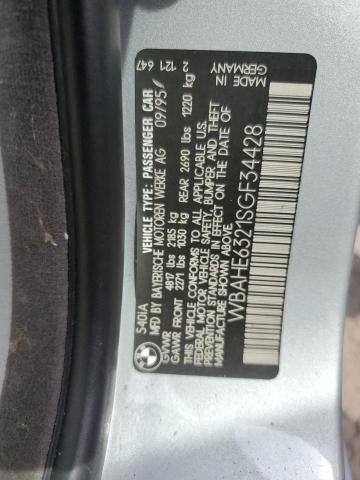 540iA
VEHICLE TYPE: PASSENGER CAR
MFG BY BAYERISCHE MOTOREN WERKE AG 09/95
GVWR 4817 lbs 2185 kg
GAWR FRONT 2271 lbs 1030 kg REAR 2690 lbs 1220 kg
THIS VEHICLE CONFORMS TO ALL APPLICABLE U.S.
FEDERAL MOTOR VEHICLE SAFETY, BUMPER, AND THEFT
STANDARDS IN EFFECT ON THE DATE OF
MANUFACTURE SHOWN ABOVE.
WBAHE6321SGF34428
2 121 647
MADE IN
GERMANY
BMW